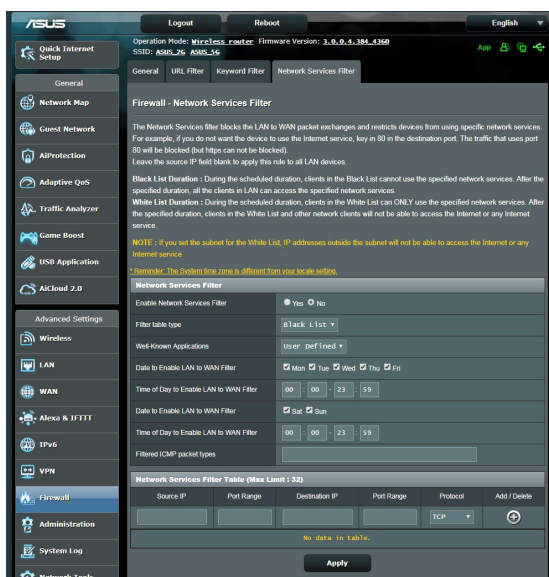 ASUS
Logout
Reboot
English
Operation Mode: Wireless router Firmware Version: 3.0.0.4.384_4360
SSID: ASUS_2G ASUS_5G
App
Quick Internet
Setup
General
Network Map
Guest Network
AiProtection
Adaptive QoS
Traffic Analyzer
Game Boost
USB Application
AiCloud 2.0
Advanced Settings
Wireless
LAN
WAN
Alexa & IFTTT
IPv6
VPN
Firewall
Administration
System Log
Network Tools
General
URL Filter
Keyword Filter
Network Services Filter
Firewall - Network Services Filter
The Network Services filter blocks the LAN to WAN packet exchanges and restricts devices from using specific network services.
For example, if you do not want the device to use the Internet service, key in 80 in the destination port. The traffic that uses port
80 will be blocked (but https can not be blocked).
Leave the source IP field blank to apply this rule to all LAN devices.
Black List Duration : During the scheduled duration, clients in the Black List cannot use the specified network services. After the
specified duration, all the clients in LAN can access the specified network services.
White List Duration : During the scheduled duration, clients in the White List can ONLY use the specified network services. After
the specified duration, clients in the White List and other network clients will not be able to access the Internet or any Internet
service.
NOTE : If you set the subnet for the White List, IP addresses outside the subnet will not be able to access the Internet or any
Internet service.
* Reminder: The System time zone is different from your locale setting.
Network Services Filter
Enable Network Services Filter
Yes No
Filter table type
Black List
Well-Known Applications
User Defined
Date to Enable LAN to WAN Filter
Mon Tue Wed Thu Fri
Time of Day to Enable LAN to WAN Filter
00 : 00 - 23 : 59
Date to Enable LAN to WAN Filter
Sat Sun
Time of Day to Enable LAN to WAN Filter
00 : 00 - 23 : 59
Filtered ICMP packet types
Network Services Filter Table (Max Limit : 32)
Source IP Port Range Destination IP Port Range Protocol Add / Delete
TCP
No data in table.
Apply